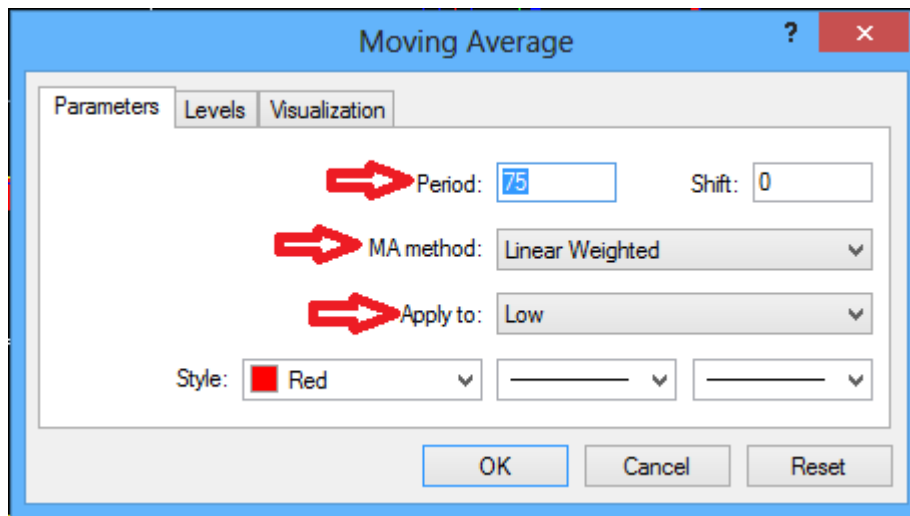 Moving Average ?
Parameters Levels Visualization
Period: 75 Shift: 0
MA method: Linear Weighted
Apply to: Low
Style: Red
OK Cancel Reset